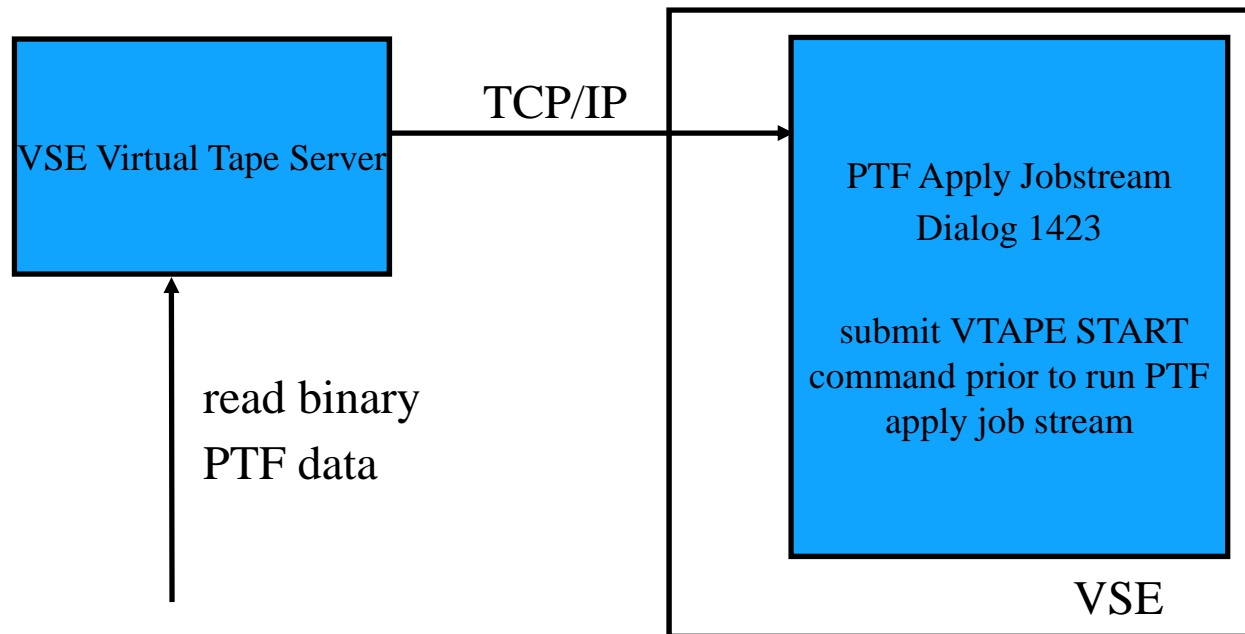 VSE Virtual Tape Server
TCP/IP
PTF Apply Jobstream
Dialog 1423
submit VTAPE START
command prior to run PTF
apply job stream
read binary
PTF data
VSE